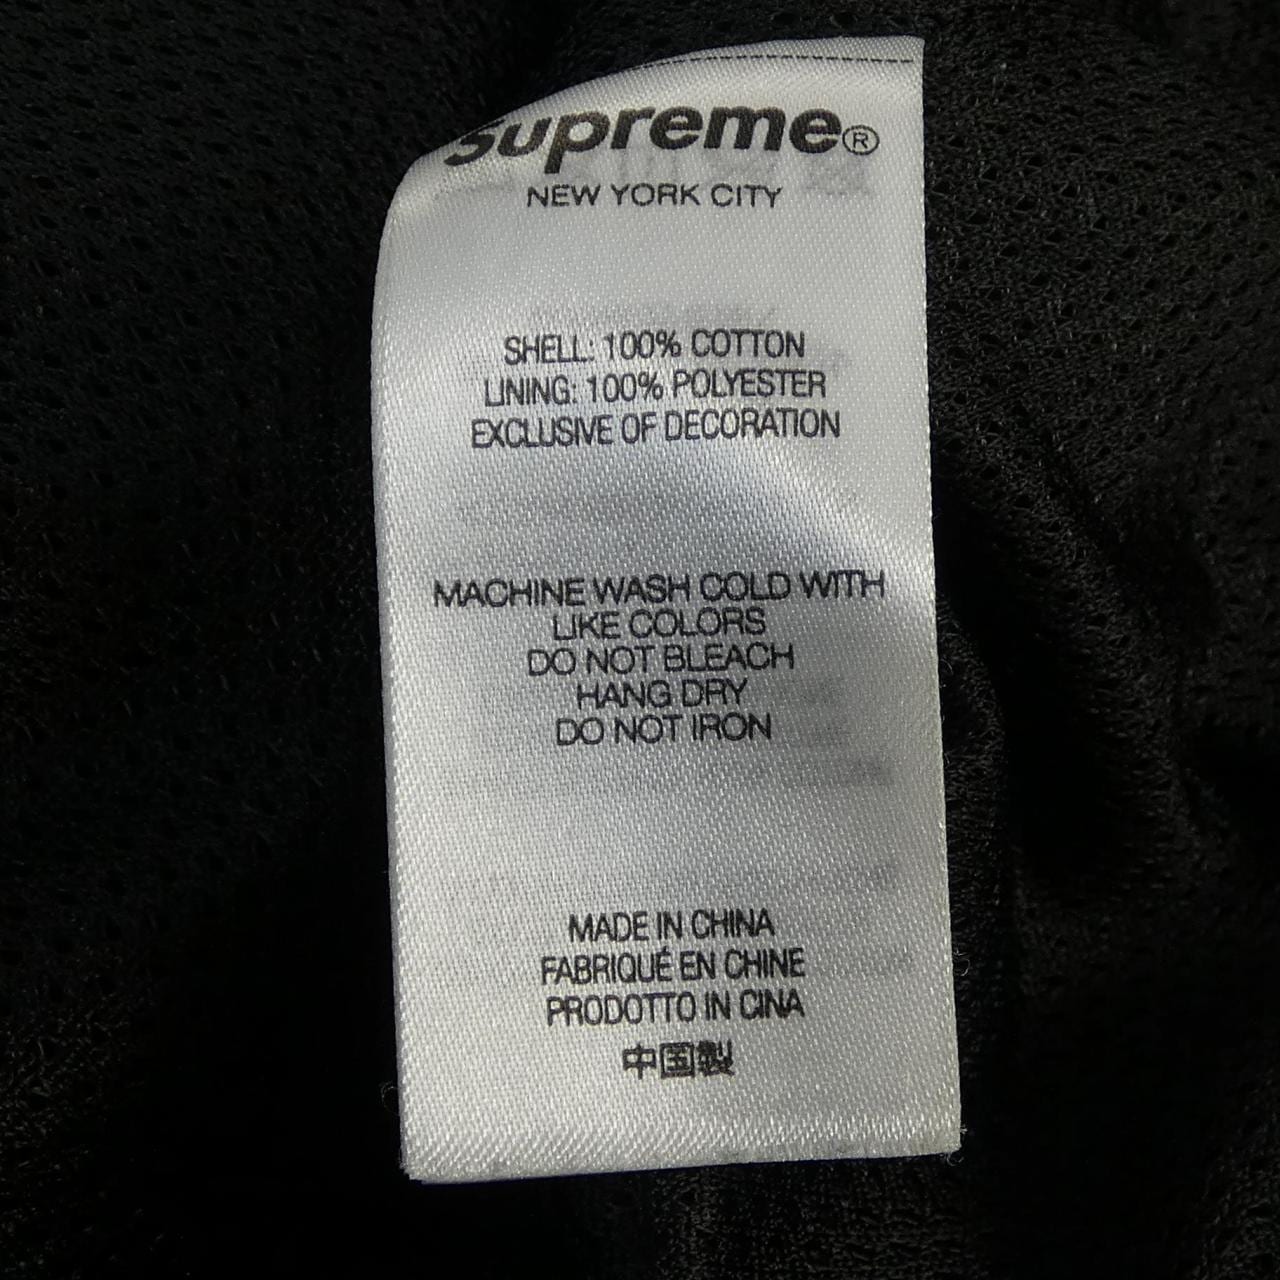 Supreme®
NEW YORK CITY
SHELL: 100% COTTON
LINING: 100% POLYESTER
EXCLUSIVE OF DECORATION
MACHINE WASH COLD WITH
LIKE COLORS
DO NOT BLEACH
HANG DRY
DO NOT IRON
MADE IN CHINA
FABRIQUÉ EN CHINE
PRODOTTO IN CINA
中国製